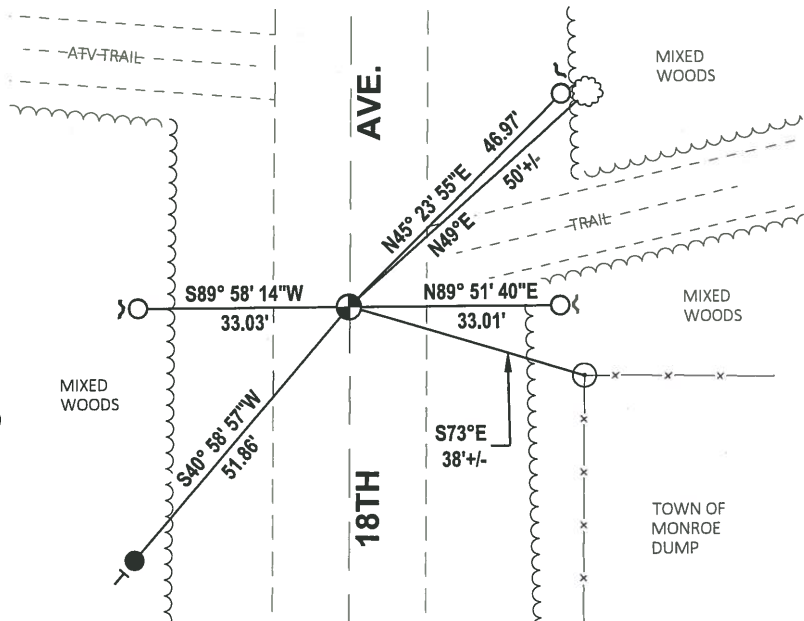 ATV TRAIL
AVE.
MIXED
WOODS
46.97'
N45° 23' 55"E
50'+/-
N49°E
TRAIL
S89° 58' 14"W
33.03'
N89° 51' 40"E
33.01'
MIXED
WOODS
MIXED
WOODS
S40° 58' 57"W
51.86'
S73°E
38'+/-
18TH
TOWN OF
MONROE
DUMP
T